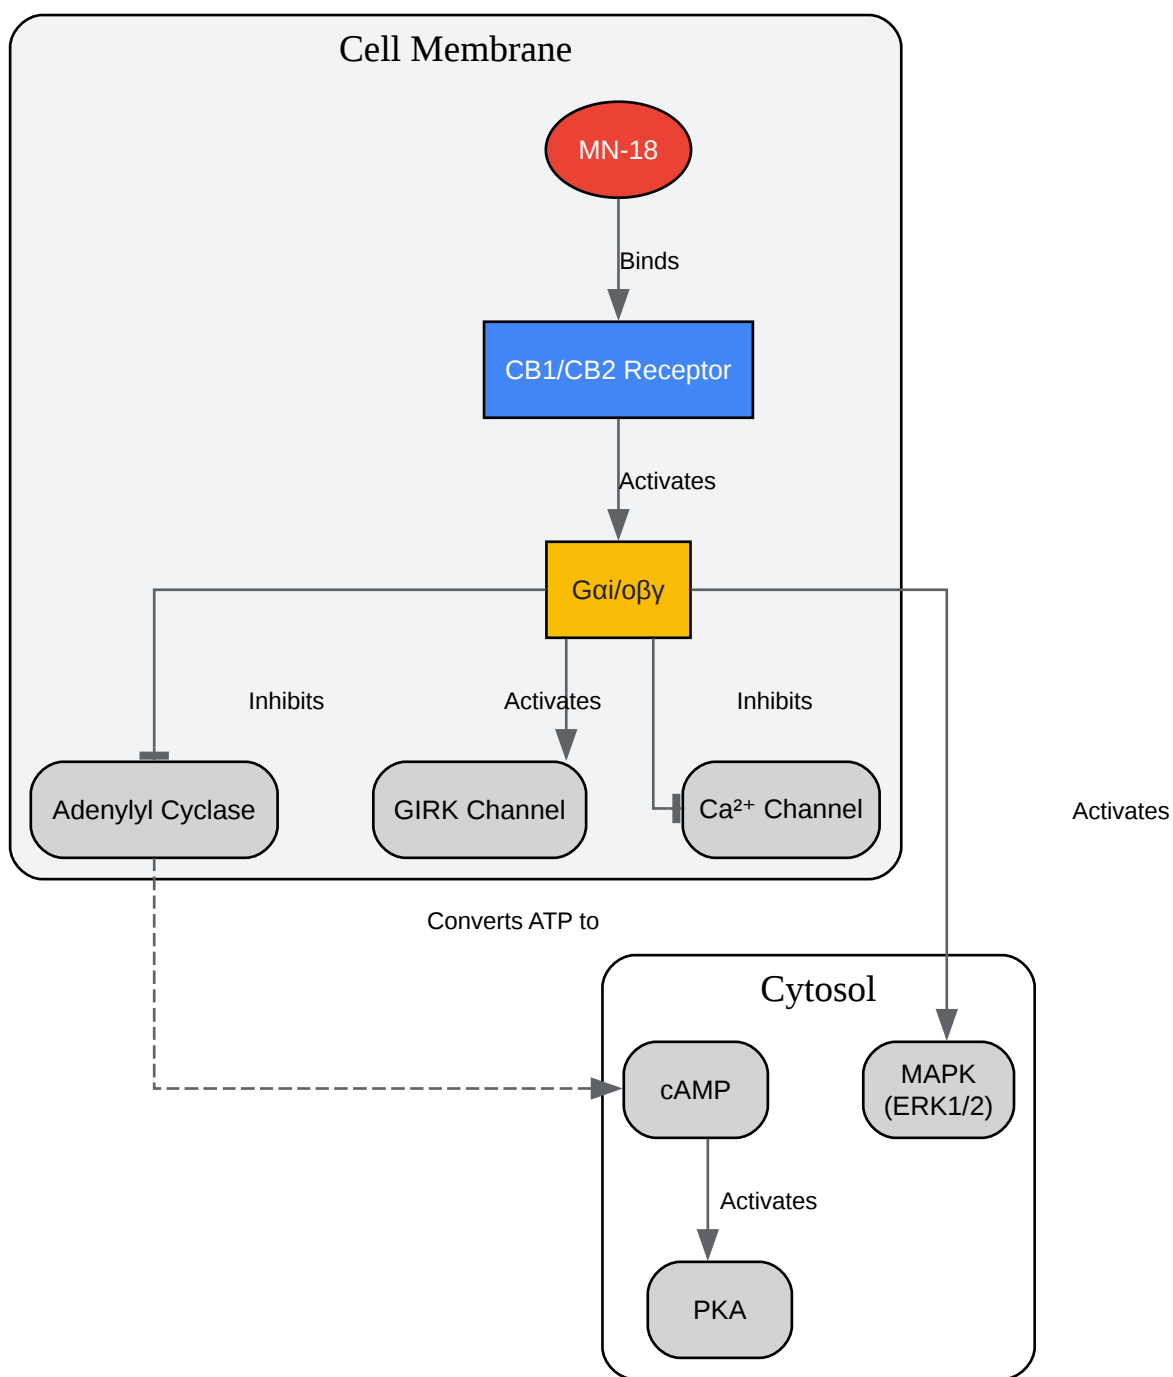 Cell Membrane
MN-18
Binds
CB1/CB2 Receptor
Activates
Gαi/oβγ
Inhibits
Activates
Inhibits
Adenylyl Cyclase
GIRK Channel
Ca²⁺ Channel
Activates
Converts ATP to
Cytosol
cAMP
MAPK
(ERK1/2)
Activates
PKA